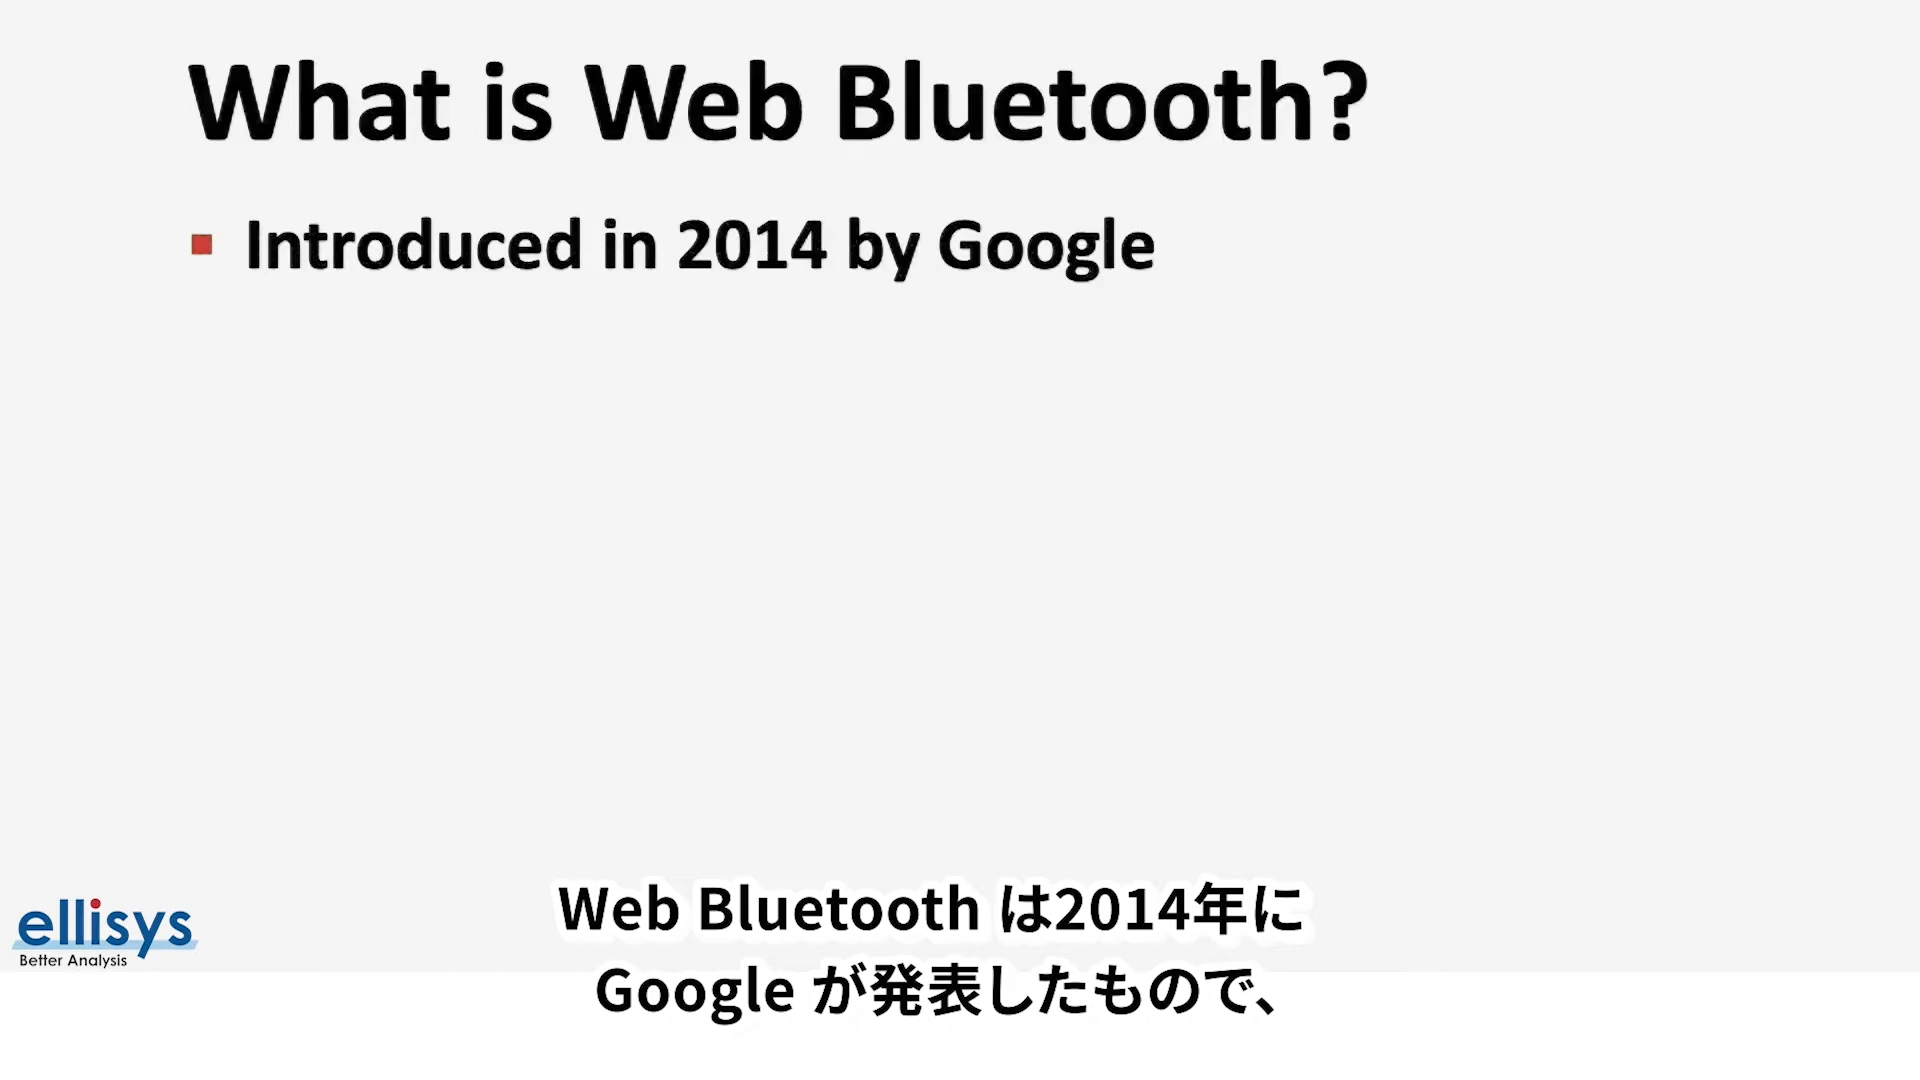 What is Web Bluetooth?
▪ Introduced in 2014 by Google
ellisys
Better Analysis
Web Bluetooth は2014年に
Google が発表したもので、